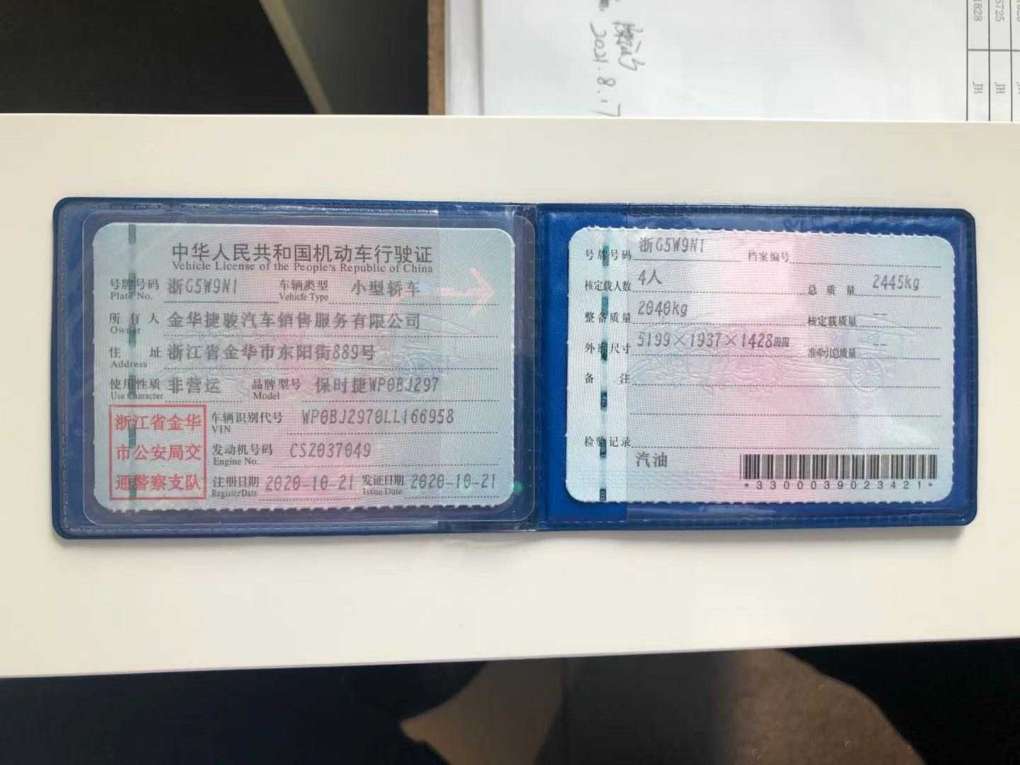 2021.8.17
1828
3725
JH
JH
中华人民共和国机动车行驶证
Vehicle License of the People's Republic of China
号牌号码 浙G5W9N1 车辆类型 小型轿车
Plate No. Vehicle Type
所有人 金华捷骏汽车销售服务有限公司
Owner
住址 浙江省金华市东阳街889号
Address
使用性质 非营运 品牌型号 保时捷WP0BJ297
Use Character Model
浙江省金华
市公安局交
通警察支队
车辆识别代号 WP0BJ2970LL166958
VIN
发动机号码 CSZ037049
Engine No.
注册日期 2020-10-21 发证日期 2020-10-21
Register Date Issue Date
号牌号码 浙G5W9N1 档案编号
核定载人数 4人 总质量 2445kg
整备质量 2040kg 核定载质量 --
外廓尺寸 5199×1937×1428mm 准牵引总质量 --
备注
检验记录
汽油
*3300039023421*